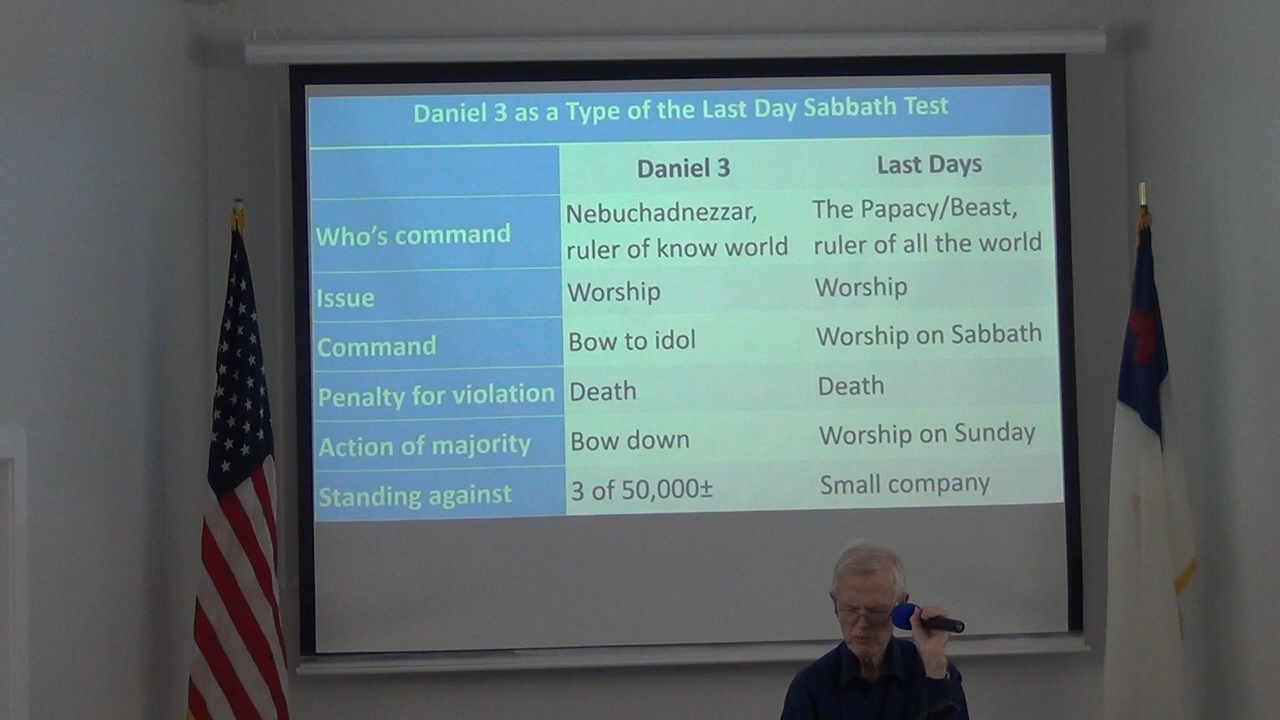 Daniel 3 as a Type of the Last Day Sabbath Test
Daniel 3 Last Days
Who's command Nebuchadnezzar, ruler of know world The Papacy/Beast, ruler of all the world
Issue Worship Worship
Command Bow to idol Worship on Sabbath
Penalty for violation Death Death
Action of majority Bow down Worship on Sunday
Standing against 3 of 50,000± Small company